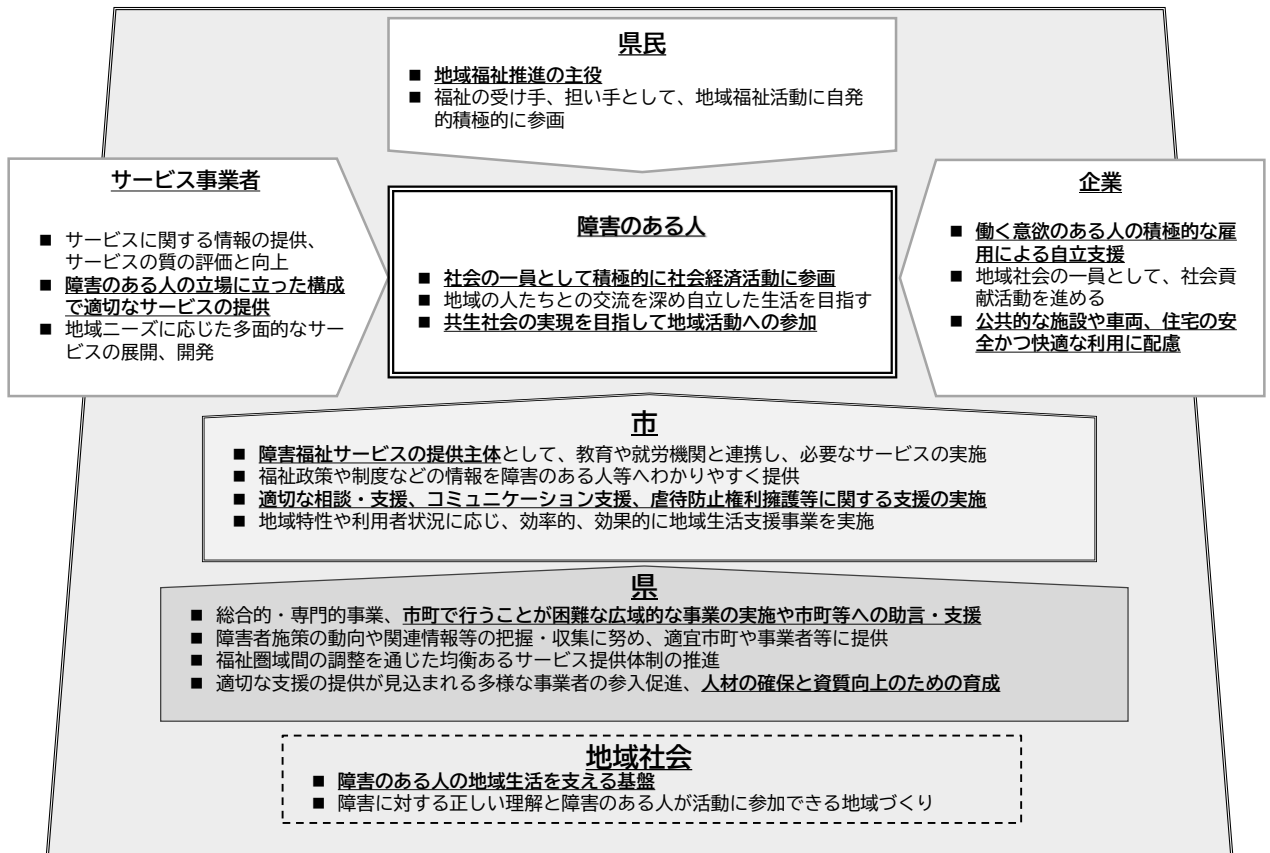 県民
■ 地域福祉推進の主役
■ 福祉の受け手、担い手として、地域福祉活動に自発
的積極的に参画
サービス事業者
■ サービスに関する情報の提供、
サービスの質の評価と向上
■ 障害のある人の立場に立った構成
で適切なサービスの提供
■ 地域ニーズに応じた多面的なサー
ビスの展開、開発
障害のある人
■ 社会の一員として積極的に社会経済活動に参画
■ 地域の人たちとの交流を深め自立した生活を目指す
■ 共生社会の実現を目指して地域活動への参加
企業
■ 働く意欲のある人の積極的な雇
用による自立支援
■ 地域社会の一員として、社会貢
献活動を進める
■ 公共的な施設や車両、住宅の安
全かつ快適な利用に配慮
市
■ 障害福祉サービスの提供主体として、教育や就労機関と連携し、必要なサービスの実施
■ 福祉政策や制度などの情報を障害のある人等へわかりやすく提供
■ 適切な相談・支援、コミュニケーション支援、虐待防止権利擁護等に関する支援の実施
■ 地域特性や利用者状況に応じ、効率的、効果的に地域生活支援事業を実施
県
■ 総合的・専門的事業、市町で行うことが困難な広域的な事業の実施や市町等への助言・支援
■ 障害者施策の動向や関連情報等の把握・収集に努め、適宜市町や事業者等に提供
■ 福祉圏域間の調整を通じた均衡あるサービス提供体制の推進
■ 適切な支援の提供が見込まれる多様な事業者の参入促進、人材の確保と資質向上のための育成
地域社会
■ 障害のある人の地域生活を支える基盤
■ 障害に対する正しい理解と障害のある人が活動に参加できる地域づくり